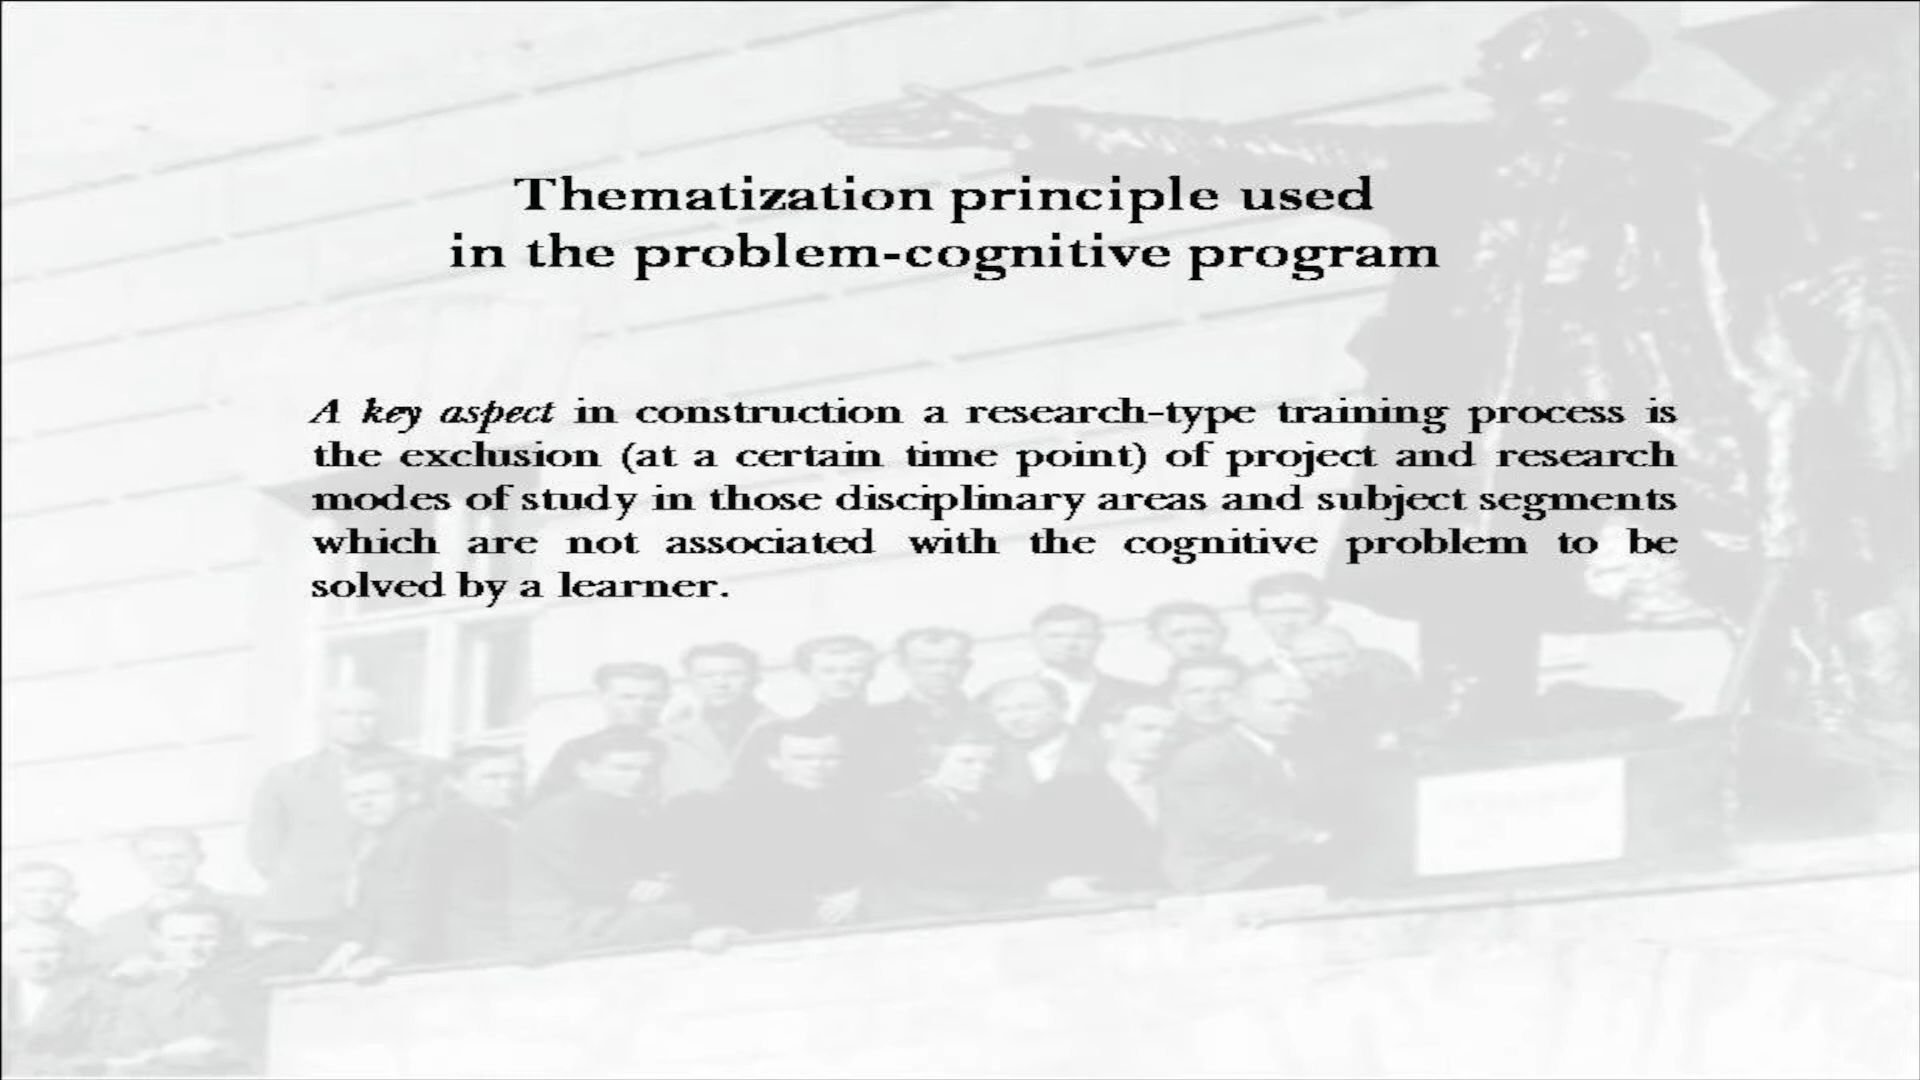 Thematization principle used
in the problem-cognitive program
A key aspect in construction a research-type training process is
the exclusion (at a certain time point) of project and research
modes of study in those disciplinary areas and subject segments
which are not associated with the cognitive problem to be
solved by a learner.